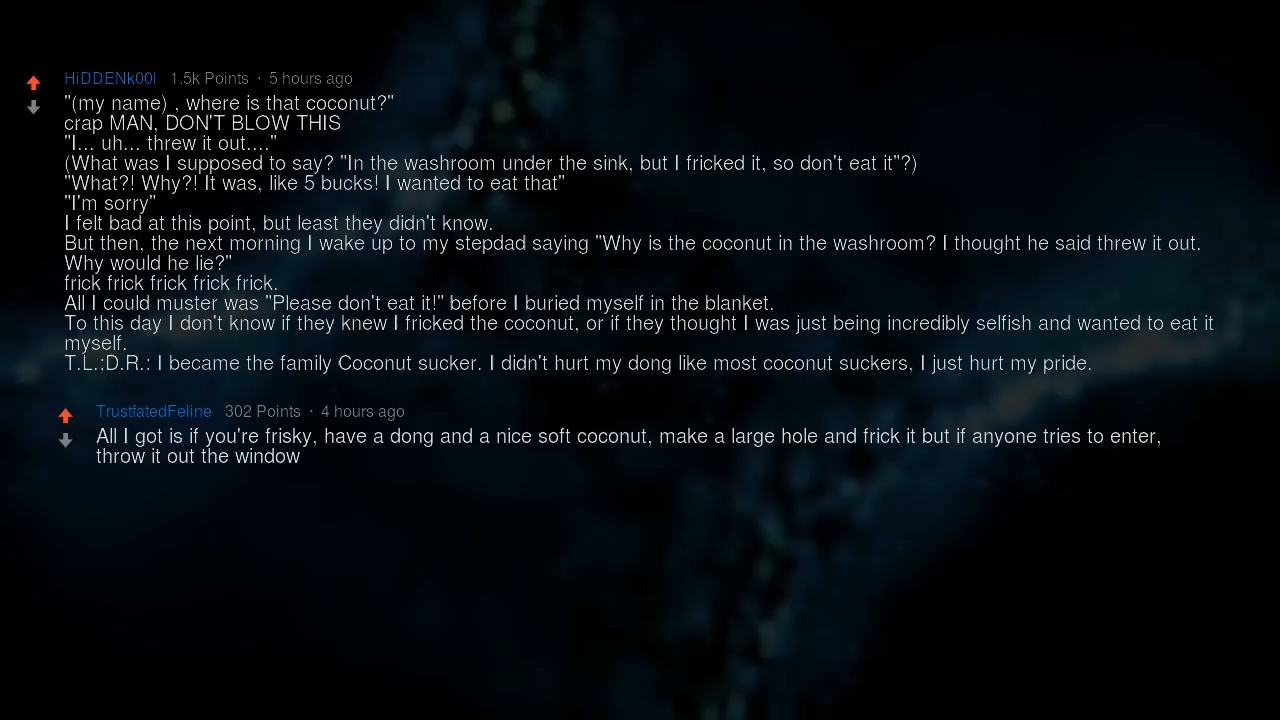 HiDDENk00l 1.5k Points · 5 hours ago
"(my name) , where is that coconut?"
crap MAN, DON'T BLOW THIS
"I... uh... threw it out...."
(What was I supposed to say? "In the washroom under the sink, but I fricked it, so don't eat it"?)
"What?! Why?! It was, like 5 bucks! I wanted to eat that"
"I'm sorry"
I felt bad at this point, but least they didn't know.
But then, the next morning I wake up to my stepdad saying "Why is the coconut in the washroom? I thought he said threw it out.
Why would he lie?"
frick frick frick frick frick.
All I could muster was "Please don't eat it!" before I buried myself in the blanket.
To this day I don't know if they knew I fricked the coconut, or if they thought I was just being incredibly selfish and wanted to eat it
myself.
T.L.:D.R.: I became the family Coconut sucker. I didn't hurt my dong like most coconut suckers, I just hurt my pride.
TrustfatedFeline 302 Points · 4 hours ago
All I got is if you're frisky, have a dong and a nice soft coconut, make a large hole and frick it but if anyone tries to enter,
throw it out the window